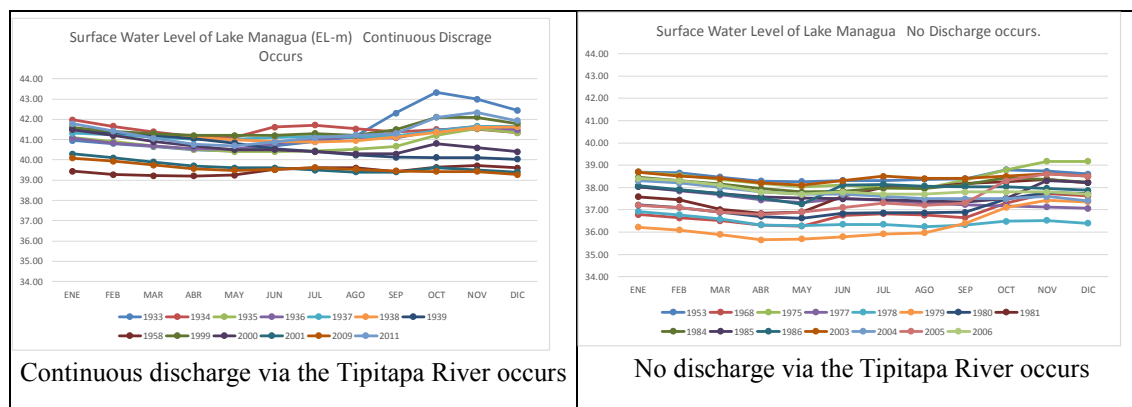 Surface Water Level of Lake Managua (EL-m) Continuous Discrage
Occurs
44.00
43.00
42.00
41.00
40.00
39.00
38.00
37.00
36.00
35.00
34.00
ENE FEB MAR ABR MAY JUN JUL AGO SEP OCT NOV DIC
1933 1934 1935 1936 1937 1938 1939
1958 1999 2000 2001 2009 2011
Continuous discharge via the Tipitapa River occurs
Surface Water Level of Lake Managua No Discharge occurs.
44.00
43.00
42.00
41.00
40.00
39.00
38.00
37.00
36.00
35.00
34.00
ENE FEB MAR ABR MAY JUN JUL AGO SEP OCT NOV DIC
1953 1968 1975 1977 1978 1979 1980 1981
1984 1985 1986 2003 2004 2005 2006
No discharge via the Tipitapa River occurs